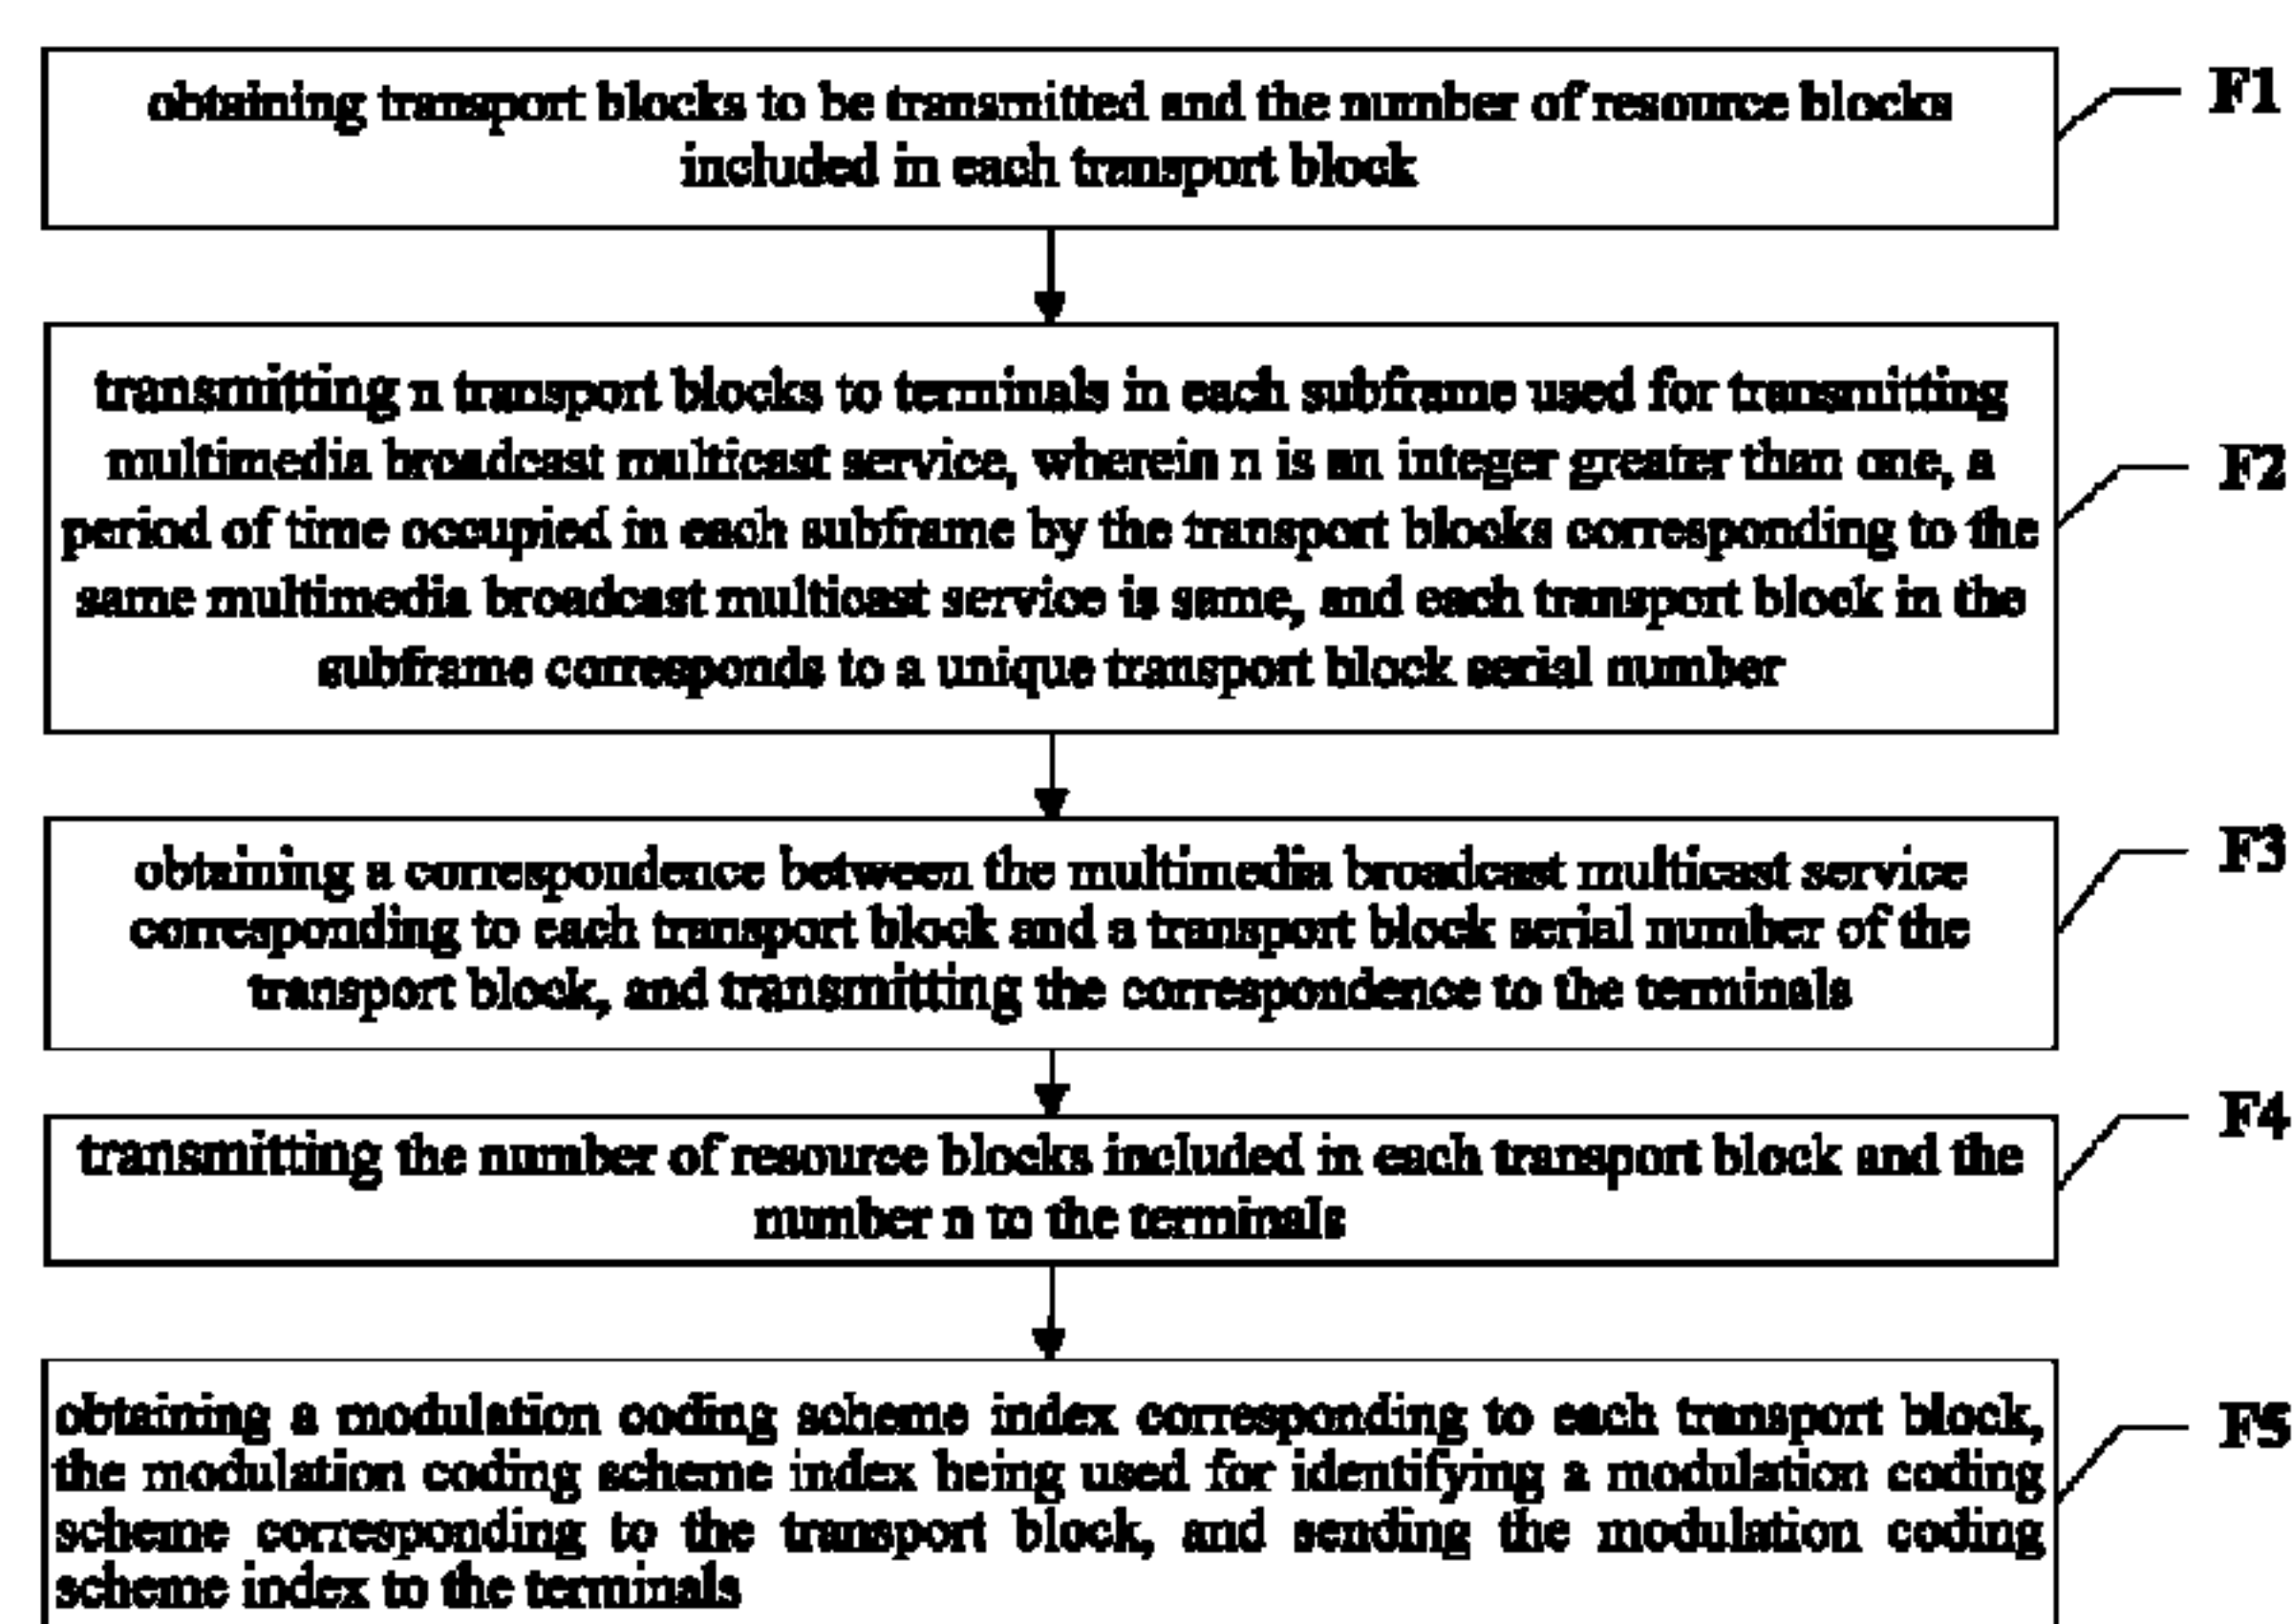 obtaining transport blocks to be transmitted and the number of resource blocks
included in each transport block
F1
transmitting n transport blocks to terminals in each subframe used for transmitting
multimedia broadcast multicast service, wherein n is an integer greater than one, a
period of time occupied in each subframe by the transport blocks corresponding to the
same multimedia broadcast multicast service is same, and each transport block in the
subframe corresponds to a unique transport block serial number
F2
obtaining a correspondence between the multimedia broadcast multicast service
corresponding to each transport block and a transport block serial number of the
transport block, and transmitting the correspondence to the terminals
F3
transmitting the number of resource blocks included in each transport block and the
number n to the terminals
F4
obtaining a modulation coding scheme index corresponding to each transport block,
the modulation coding scheme index being used for identifying a modulation coding
scheme corresponding to the transport block, and sending the modulation coding
scheme index to the terminals
F5